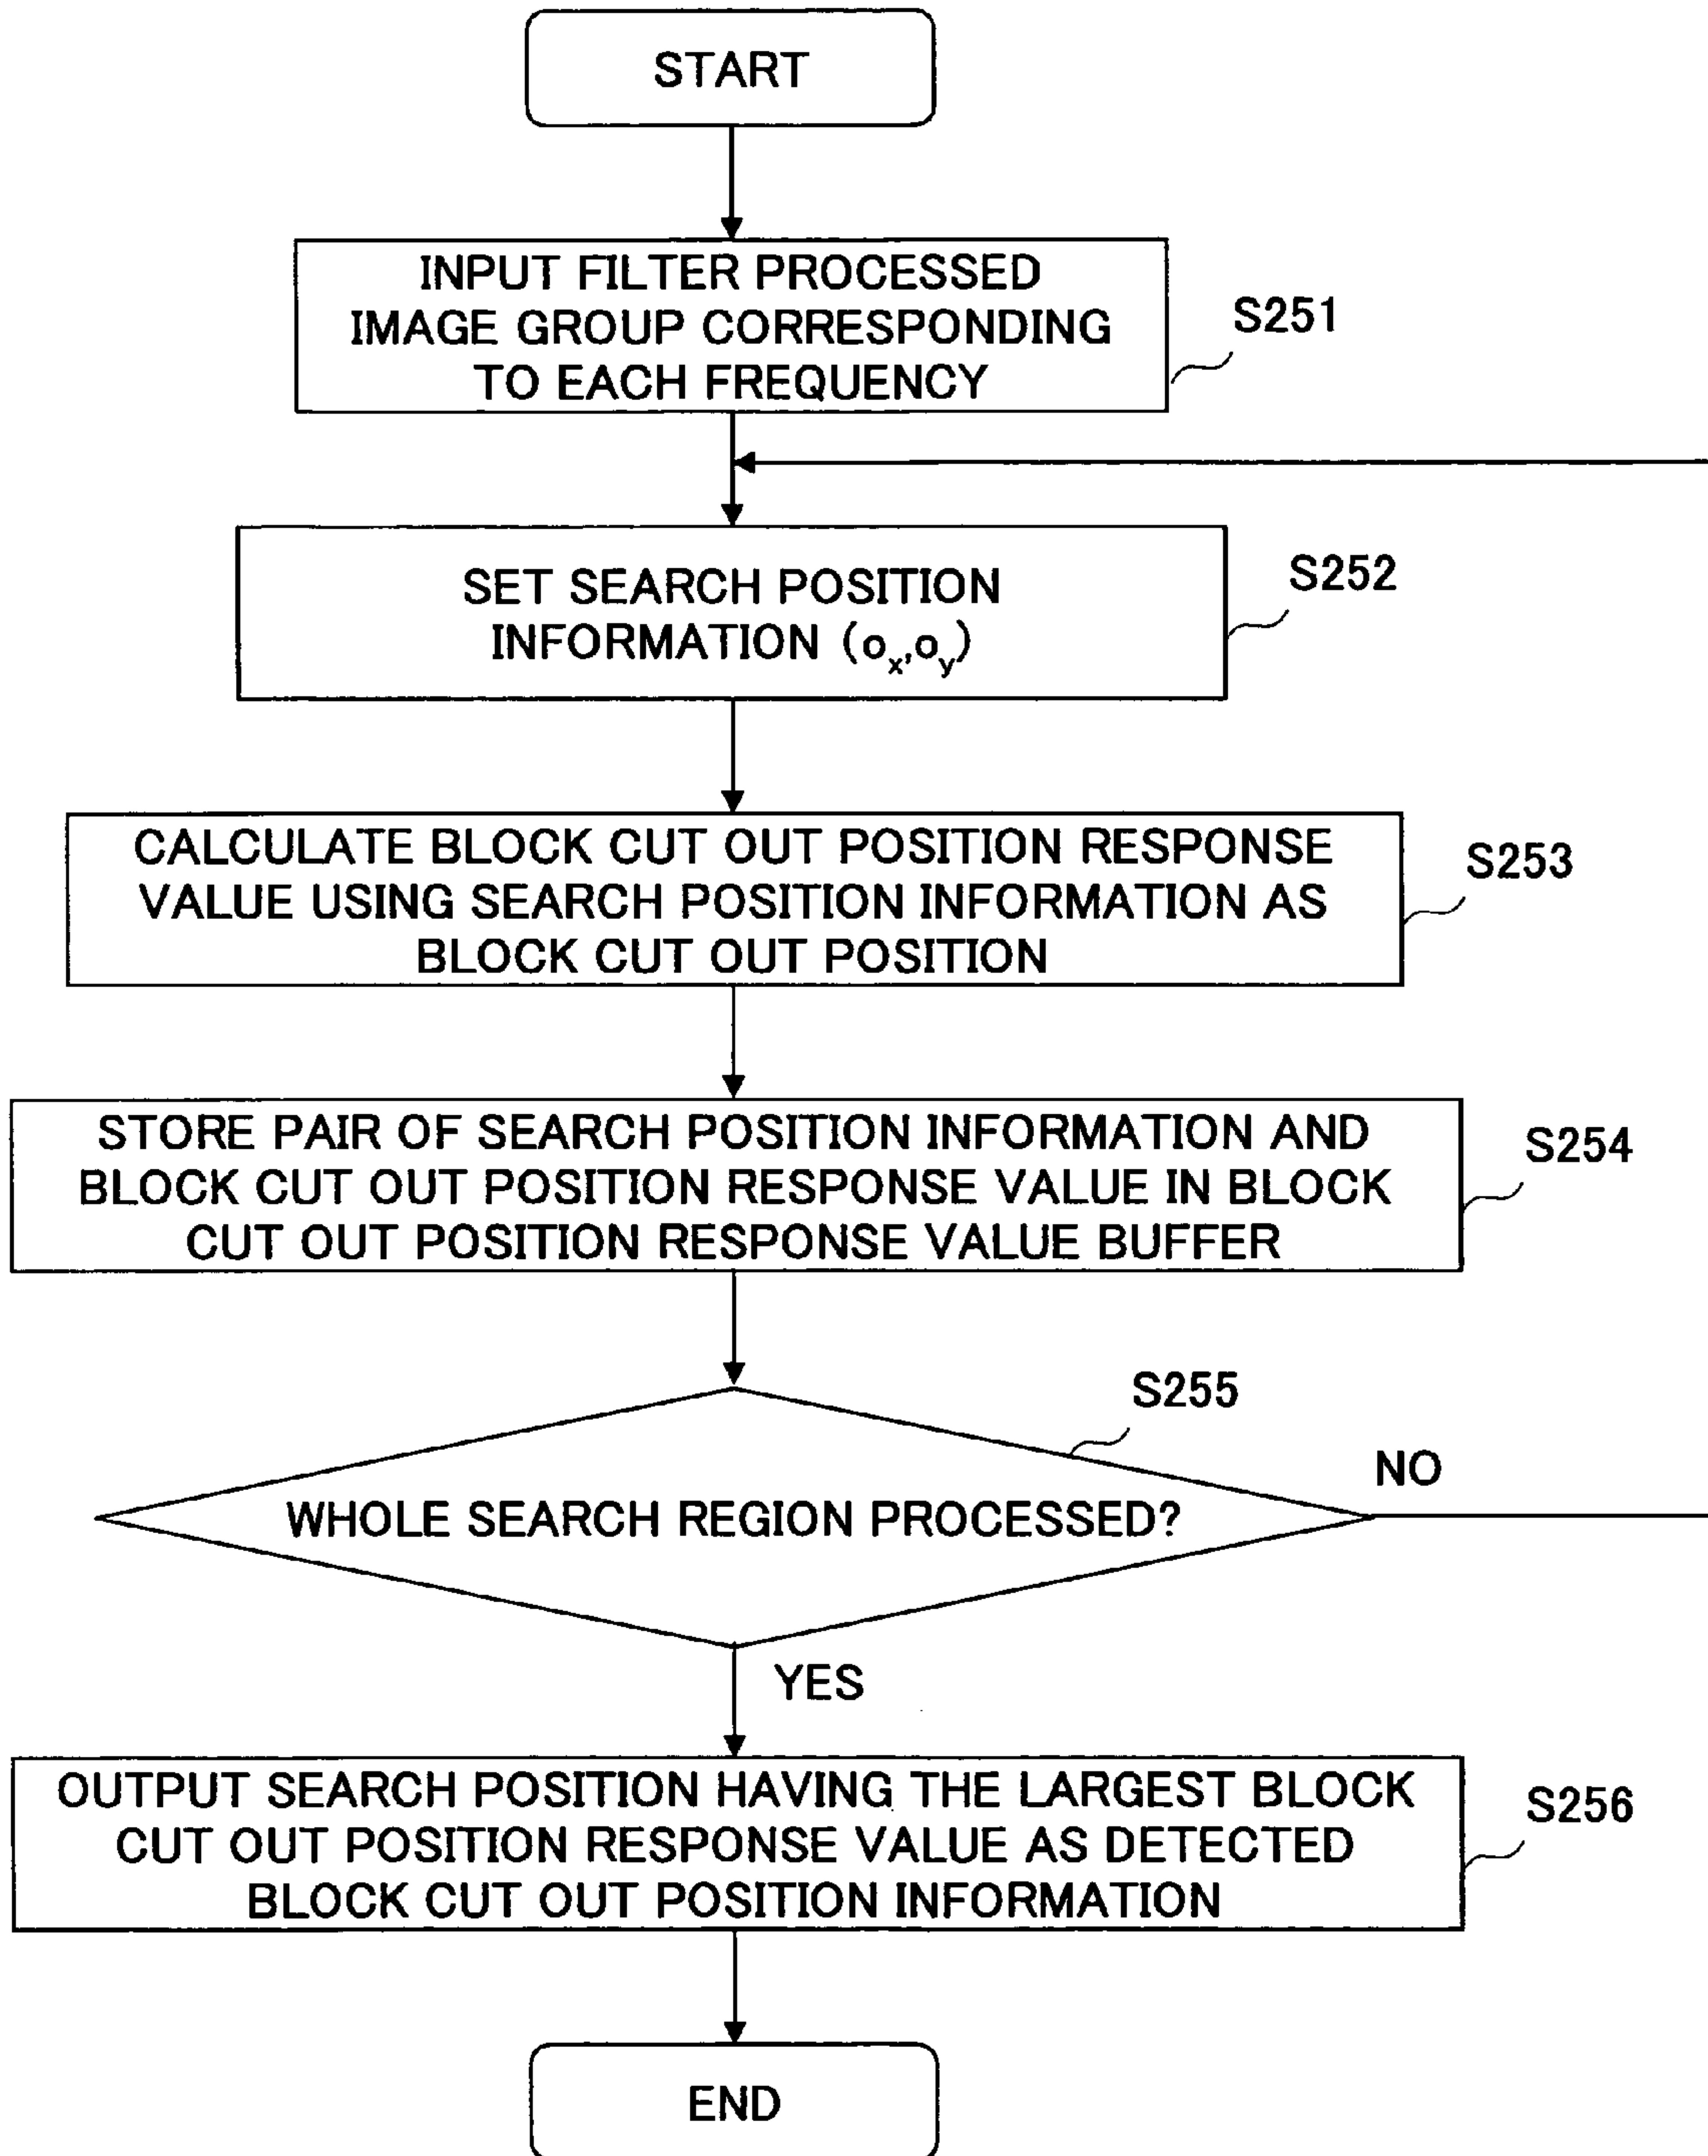 START
INPUT FILTER PROCESSED
IMAGE GROUP CORRESPONDING
TO EACH FREQUENCY
S251
SET SEARCH POSITION
INFORMATION (ox,oy)
S252
CALCULATE BLOCK CUT OUT POSITION RESPONSE
VALUE USING SEARCH POSITION INFORMATION AS
BLOCK CUT OUT POSITION
S253
STORE PAIR OF SEARCH POSITION INFORMATION AND
BLOCK CUT OUT POSITION RESPONSE VALUE IN BLOCK
CUT OUT POSITION RESPONSE VALUE BUFFER
S254
S255
NO
WHOLE SEARCH REGION PROCESSED?
YES
OUTPUT SEARCH POSITION HAVING THE LARGEST BLOCK
CUT OUT POSITION RESPONSE VALUE AS DETECTED
BLOCK CUT OUT POSITION INFORMATION
S256
END